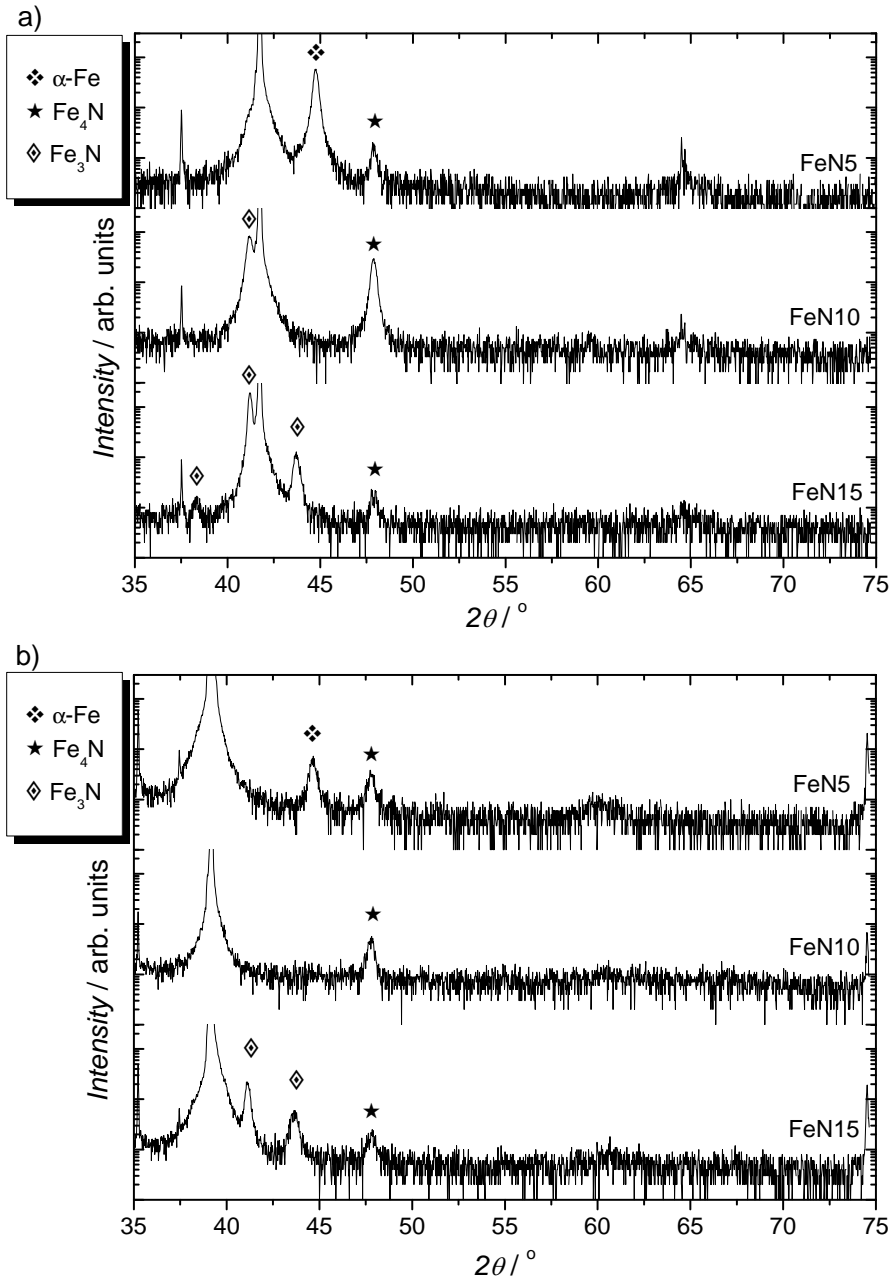 a)
❖ α-Fe
★ Fe₄N
◈ Fe₃N
FeN5
FeN10
FeN15
Intensity / arb. units
35 40 45 50 55 60 65 70 75
2θ / °
b)
❖ α-Fe
★ Fe₄N
◈ Fe₃N
FeN5
FeN10
FeN15
Intensity / arb. units
35 40 45 50 55 60 65 70 75
2θ / °